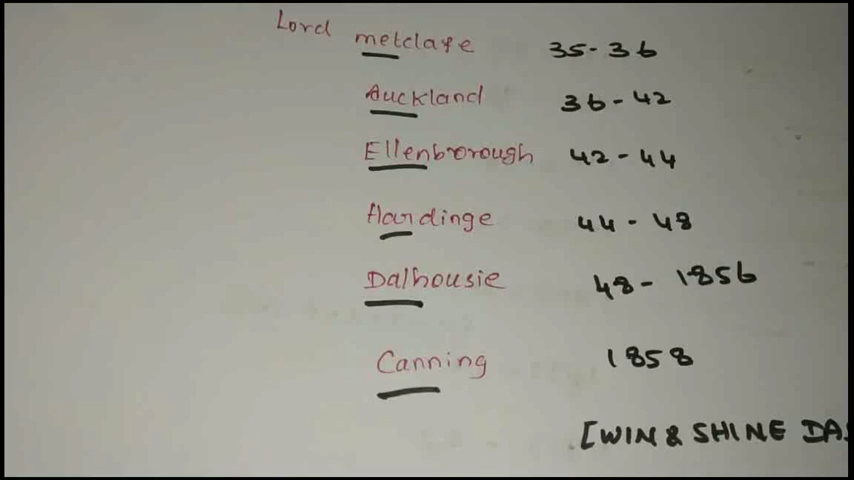 Lord metclafe 35-36
Auckland 36-42
Ellenbrorough 42-44
Hardinge 44-48
Dalhousie 48-1856
Canning 1858
[WIN & SHINE DAS